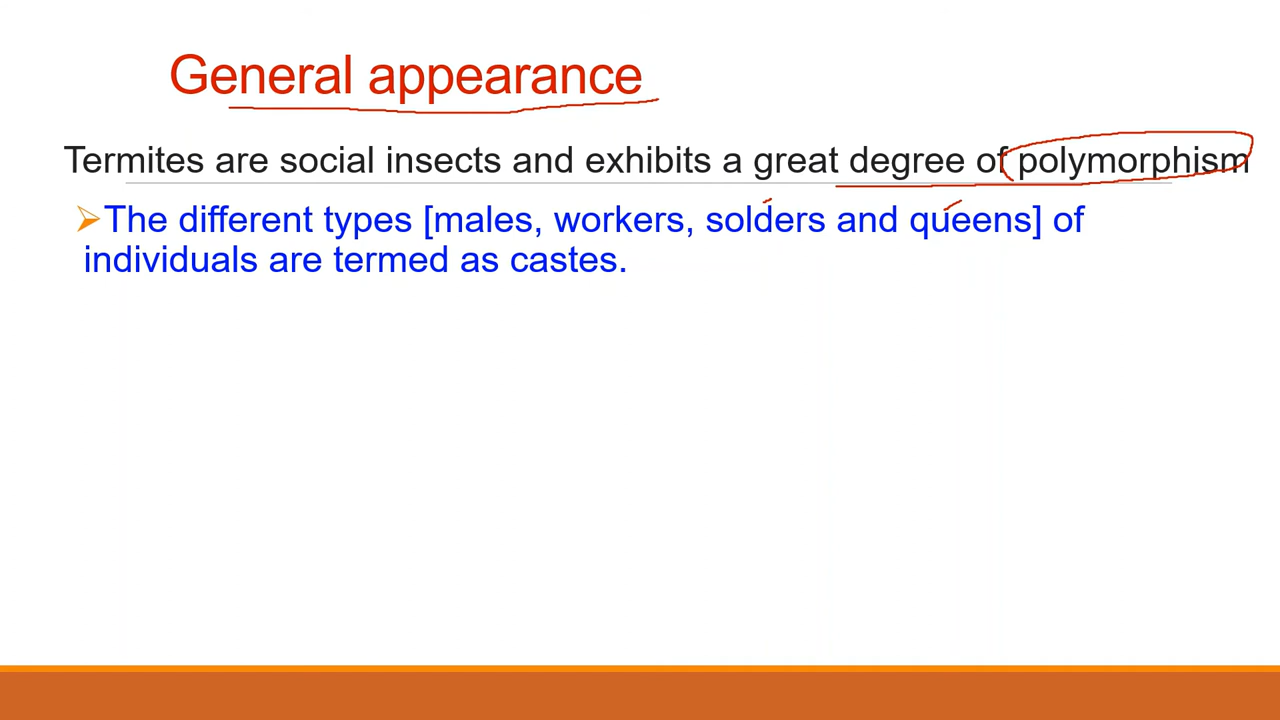 General appearance
Termites are social insects and exhibits a great degree of polymorphism
The different types [males, workers, solders and queens] of
individuals are termed as castes.